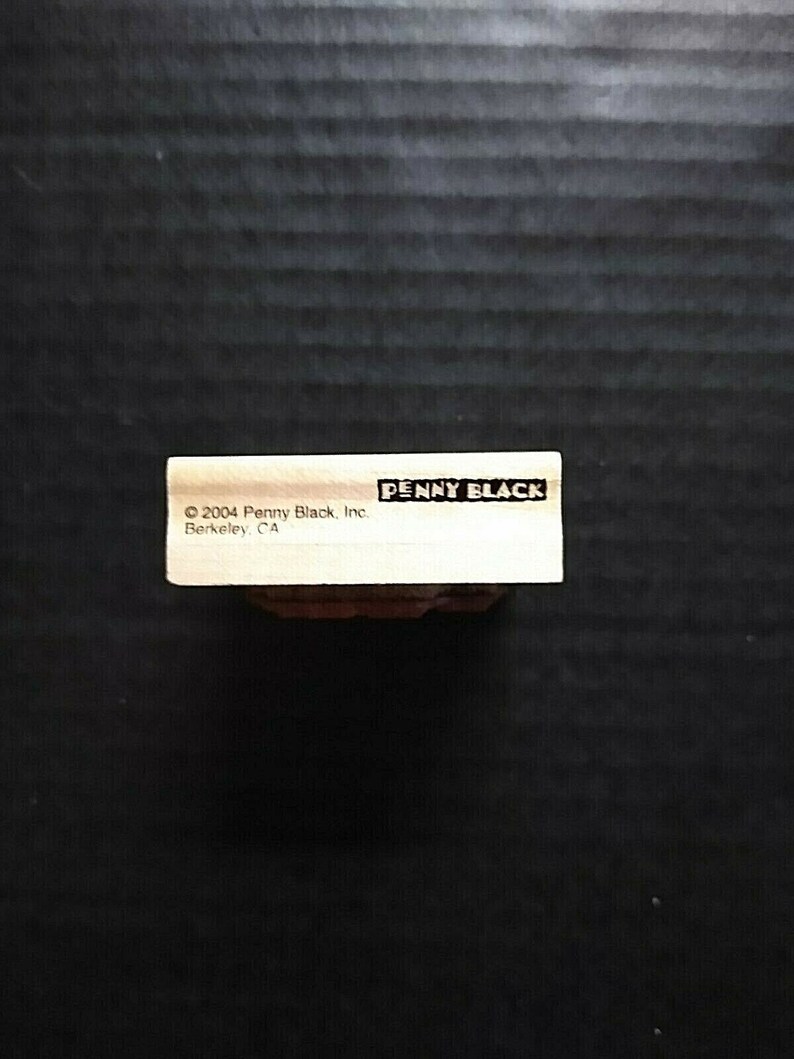 PENNY BLACK
© 2004 Penny Black, Inc.
Berkeley, CA